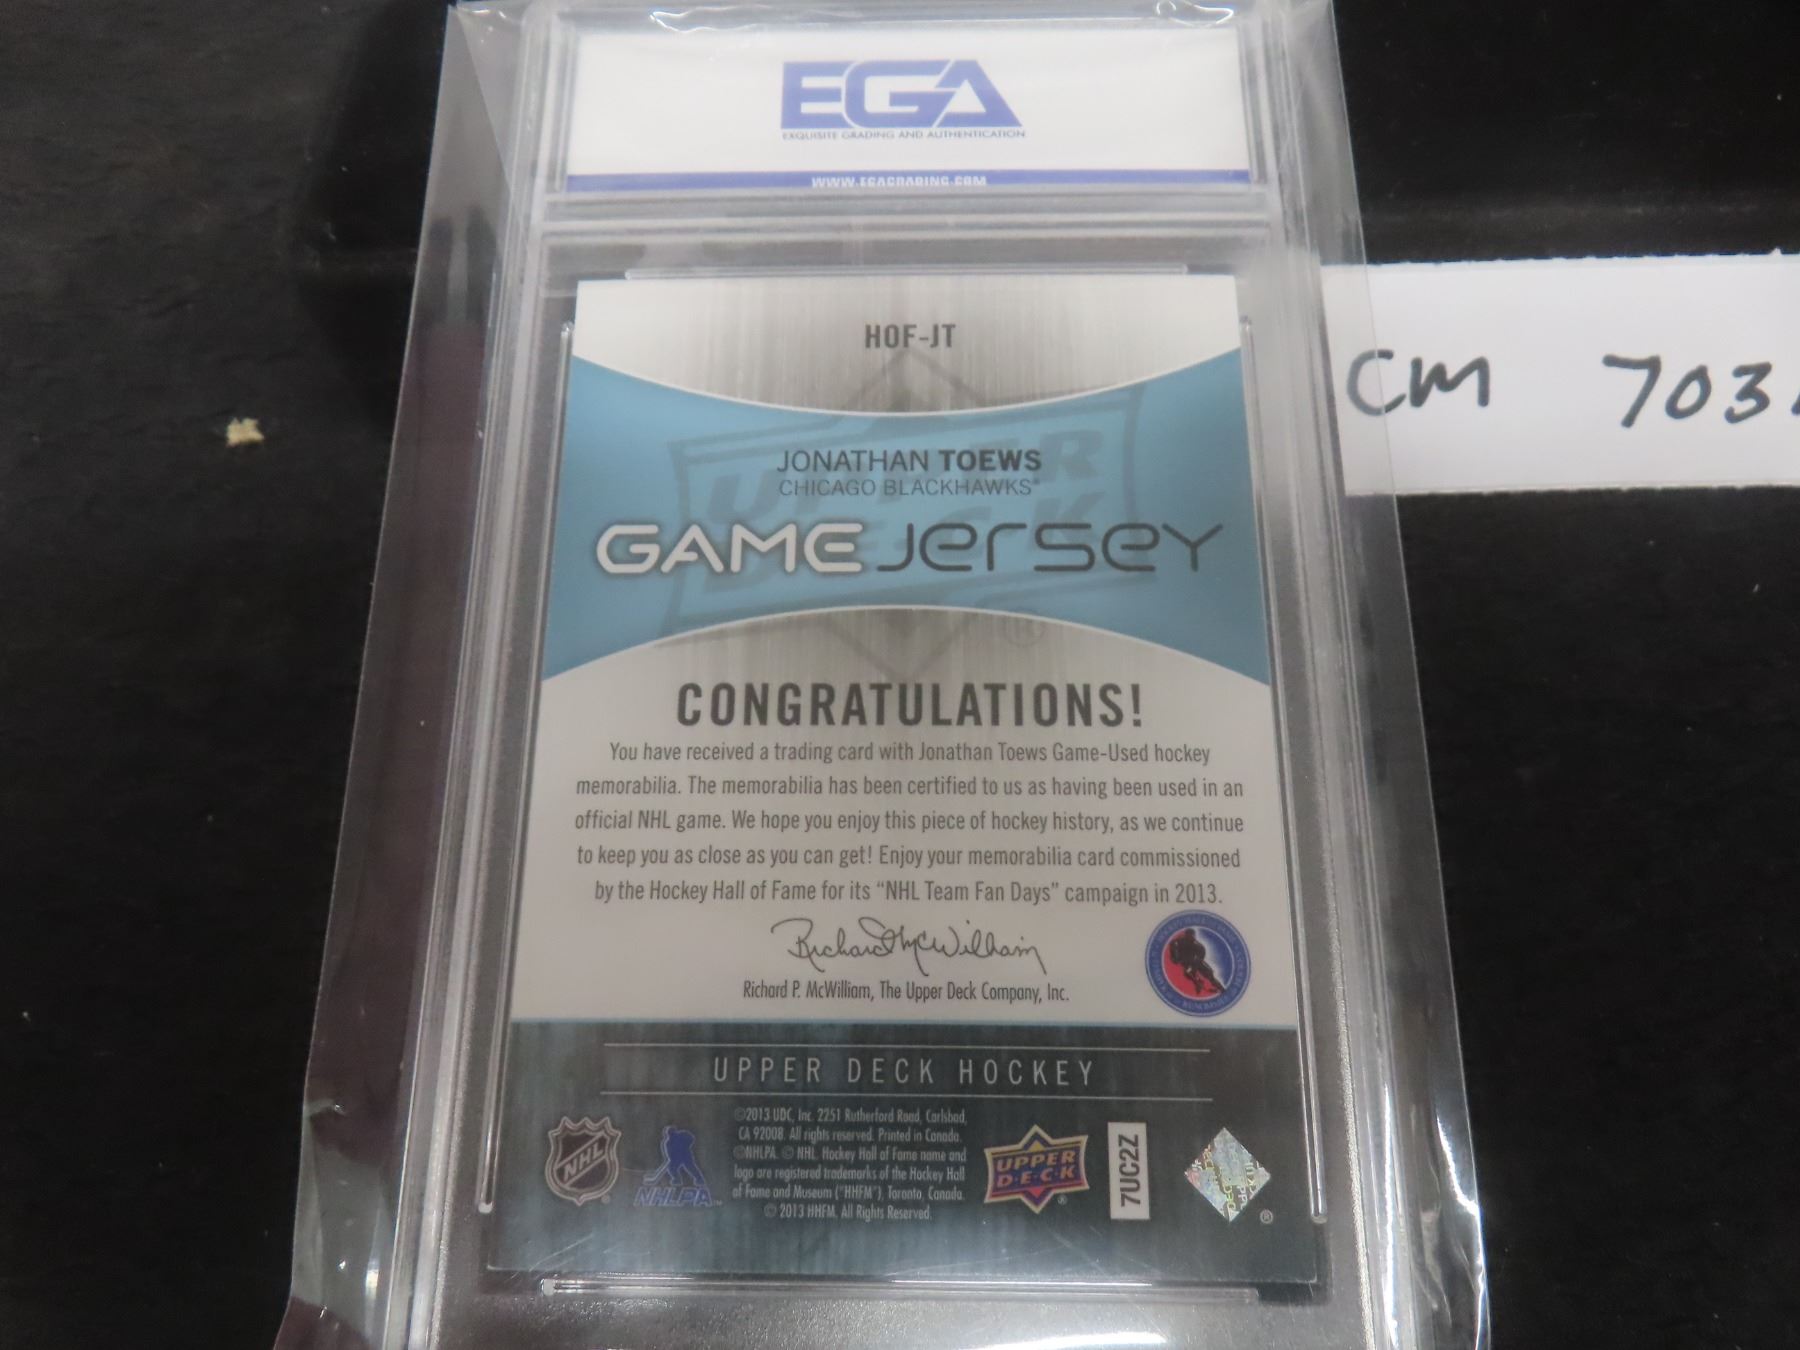 EGA
EXQUISITE GRADING AND AUTHENTICATION
WWW.EGAGRADING.COM
HOF-JT
CM 703
UPPER DECK
JONATHAN TOEWS
CHICAGO BLACKHAWKS®
GAME JERSEY
CONGRATULATIONS!
You have received a trading card with Jonathan Toews Game-Used hockey
memorabilia. The memorabilia has been certified to us as having been used in an
official NHL game. We hope you enjoy this piece of hockey history, as we continue
to keep you as close as you can get! Enjoy your memorabilia card commissioned
by the Hockey Hall of Fame for its "NHL Team Fan Days" campaign in 2013.
Richard McWilliam
Richard P. McWilliam, The Upper Deck Company, Inc.
UPPER DECK HOCKEY
©2013 UDC, Inc. 2251 Rutherford Road, Carlsbad,
CA 92008. All rights reserved. Printed in Canada.
©NHLPA. © NHL. Hockey Hall of Fame name and
logo are registered trademarks of the Hockey Hall
of Fame and Museum ("HHFM"), Toronto, Canada.
© 2013 HHFM. All Rights Reserved.
NHL
NHLPA
UPPER
D·E·C·K
7UC2Z